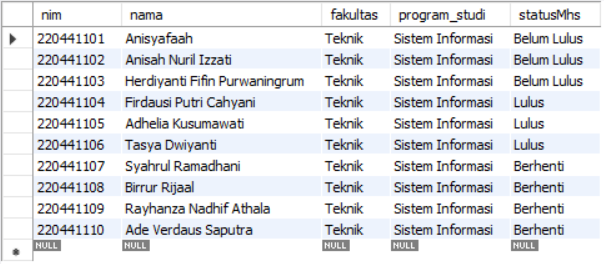 nim nama fakultas program_studi statusMhs
220441101 Anisyafaah Teknik Sistem Informasi Belum Lulus
220441102 Anisah Nuril Izzati Teknik Sistem Informasi Belum Lulus
220441103 Herdiyanti Fifin Purwaningrum Teknik Sistem Informasi Belum Lulus
220441104 Firdausi Putri Cahyani Teknik Sistem Informasi Lulus
220441105 Adhelia Kusumawati Teknik Sistem Informasi Lulus
220441106 Tasya Dwiyanti Teknik Sistem Informasi Lulus
220441107 Syahrul Ramadhani Teknik Sistem Informasi Berhenti
220441108 Birrur Rijaal Teknik Sistem Informasi Berhenti
220441109 Rayhanza Nadhif Athala Teknik Sistem Informasi Berhenti
220441110 Ade Verdaus Saputra Teknik Sistem Informasi Berhenti
NULL NULL NULL NULL NULL